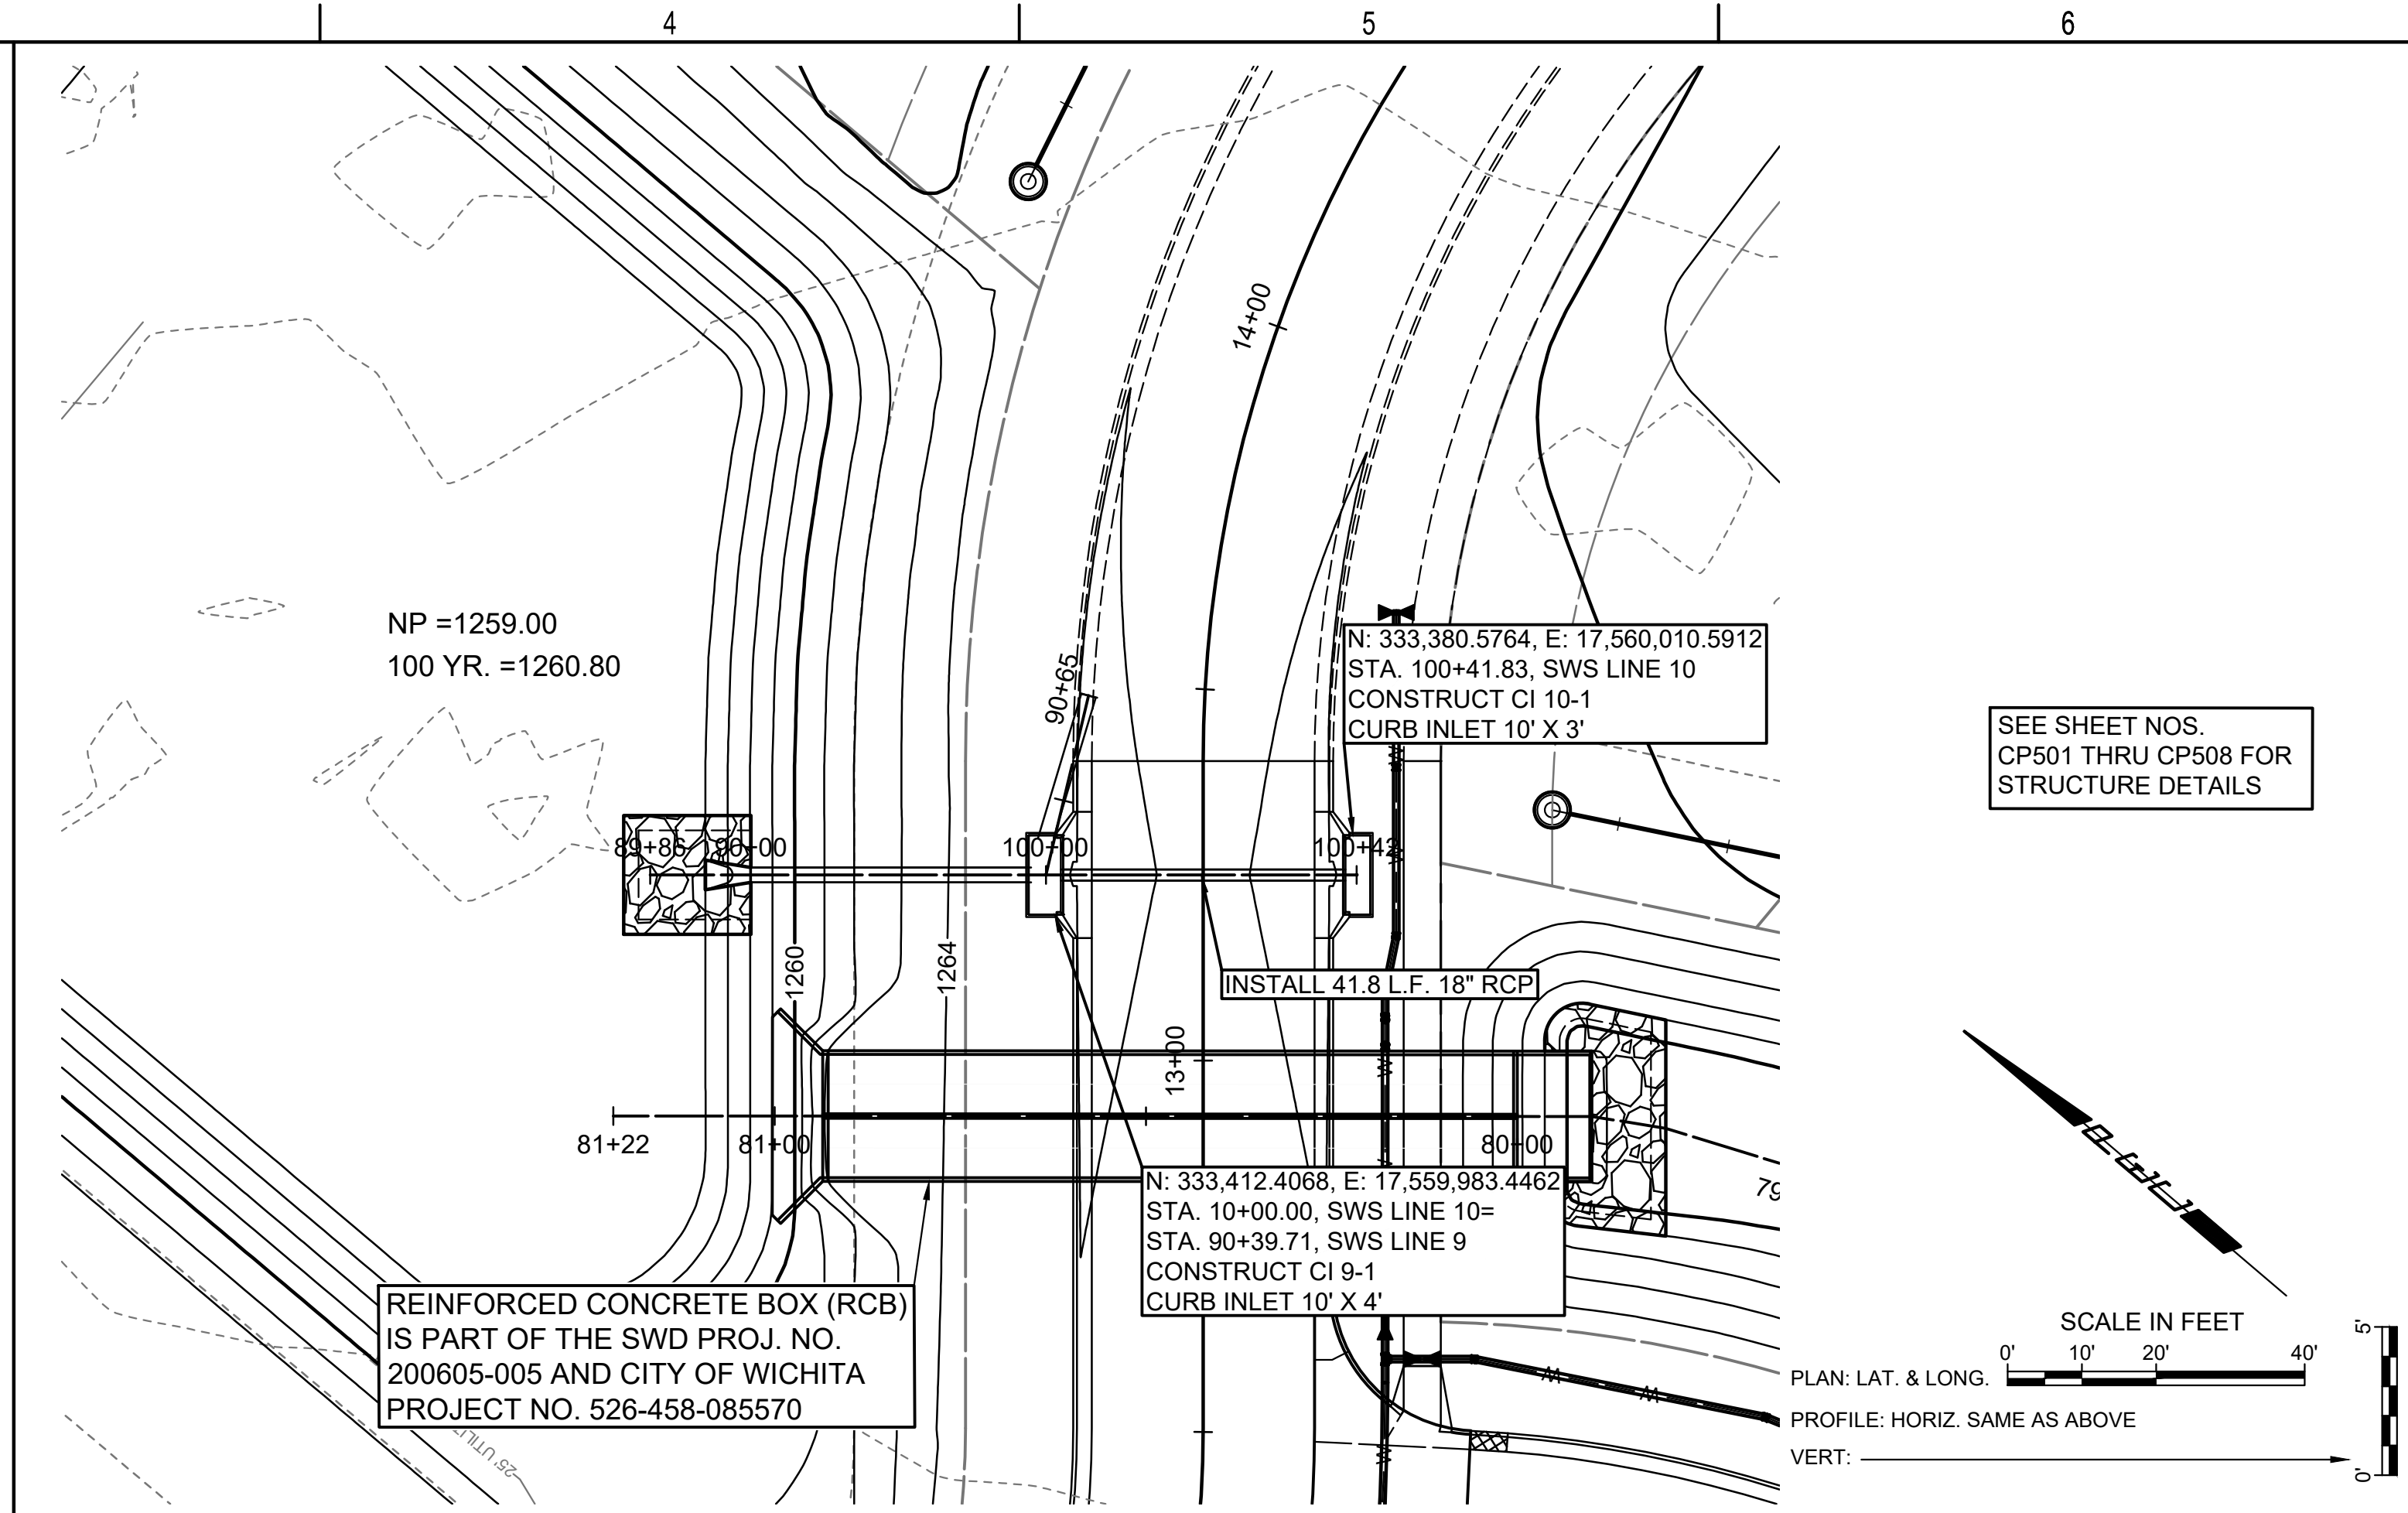 4
5
6
14+00
NP =1259.00
100 YR. =1260.80
90+65
N: 333,380.5764, E: 17,560,010.5912
STA. 100+41.83, SWS LINE 10
CONSTRUCT CI 10-1
CURB INLET 10' X 3'
SEE SHEET NOS.
CP501 THRU CP508 FOR
STRUCTURE DETAILS
89+86
90+00
100+00
100+42
W
W
1260
1264
INSTALL 41.8 L.F. 18" RCP
13+00
W
81+22
81+00
80+00
79
N: 333,412.4068, E: 17,559,983.4462
STA. 10+00.00, SWS LINE 10=
STA. 90+39.71, SWS LINE 9
CONSTRUCT CI 9-1
CURB INLET 10' X 4'
REINFORCED CONCRETE BOX (RCB)
IS PART OF THE SWD PROJ. NO.
200605-005 AND CITY OF WICHITA
PROJECT NO. 526-458-085570
25' UTILI
W
W
W
SCALE IN FEET
0' 10' 20' 40'
PLAN: LAT. & LONG.
PROFILE: HORIZ. SAME AS ABOVE
VERT:
5'
0'